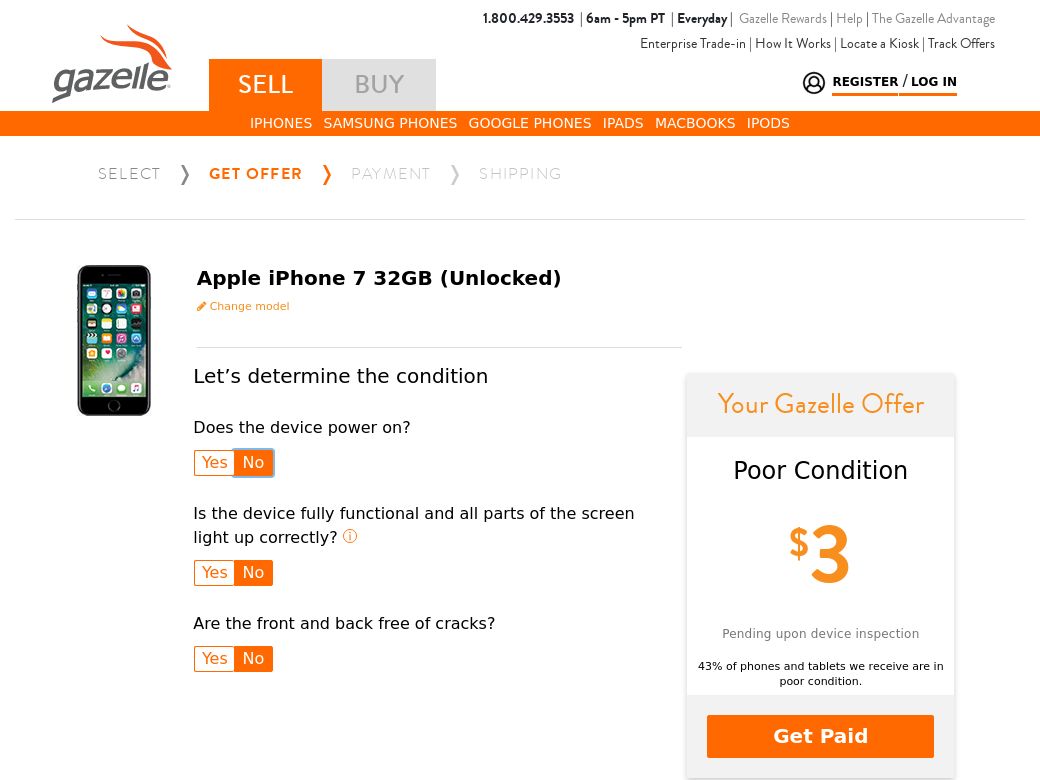 1.800.429.3553 | 6am - 5pm PT | Everyday | Gazelle Rewards | Help | The Gazelle Advantage
Enterprise Trade-in | How It Works | Locate a Kiosk | Track Offers
gazelle
SELL
BUY
REGISTER / LOG IN
IPHONES SAMSUNG PHONES GOOGLE PHONES IPADS MACBOOKS IPODS
SELECT ❭ GET OFFER ❭ PAYMENT ❭ SHIPPING
Apple iPhone 7 32GB (Unlocked)
Change model
Let’s determine the condition
Does the device power on?
Yes No
Is the device fully functional and all parts of the screen
light up correctly?
Yes No
Are the front and back free of cracks?
Yes No
Your Gazelle Offer
Poor Condition
$3
Pending upon device inspection
43% of phones and tablets we receive are in
poor condition.
Get Paid